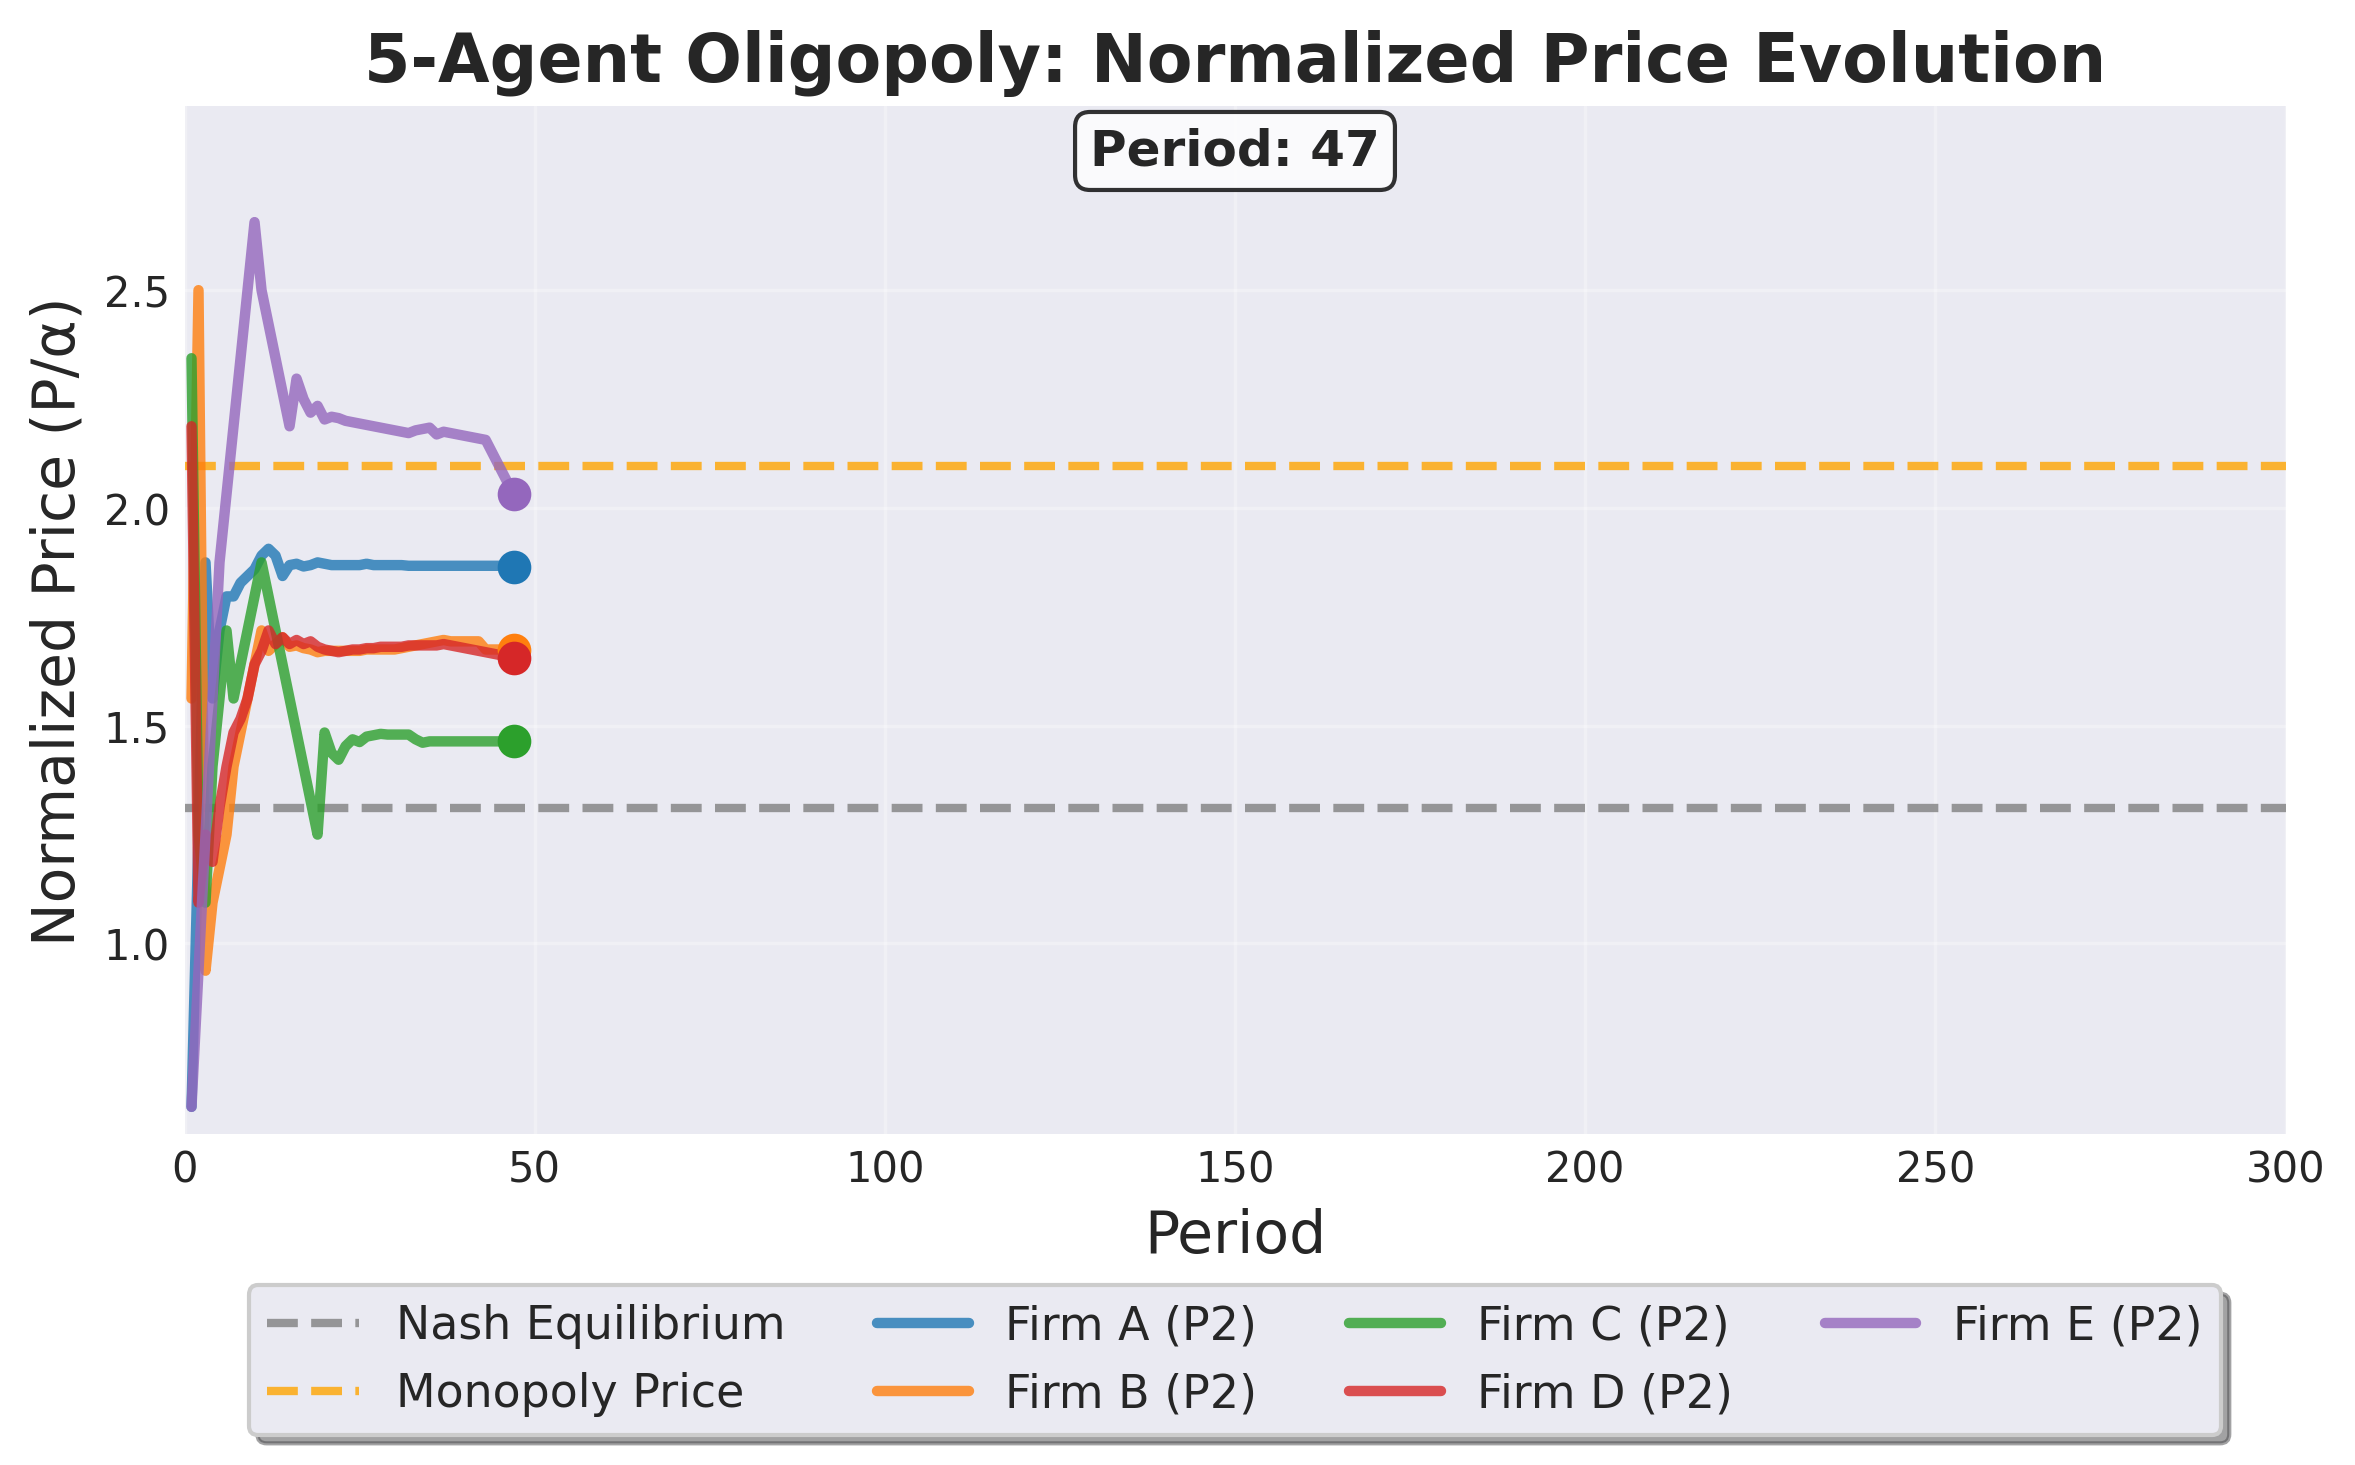 5-Agent Oligopoly: Normalized Price Evolution
Period: 47
Normalized Price (P/α)
2.5
2.0
1.5
1.0
0 50 100 150 200 250 300
Period
Nash Equilibrium Firm A (P2) Firm C (P2) Firm E (P2)
Monopoly Price Firm B (P2) Firm D (P2)